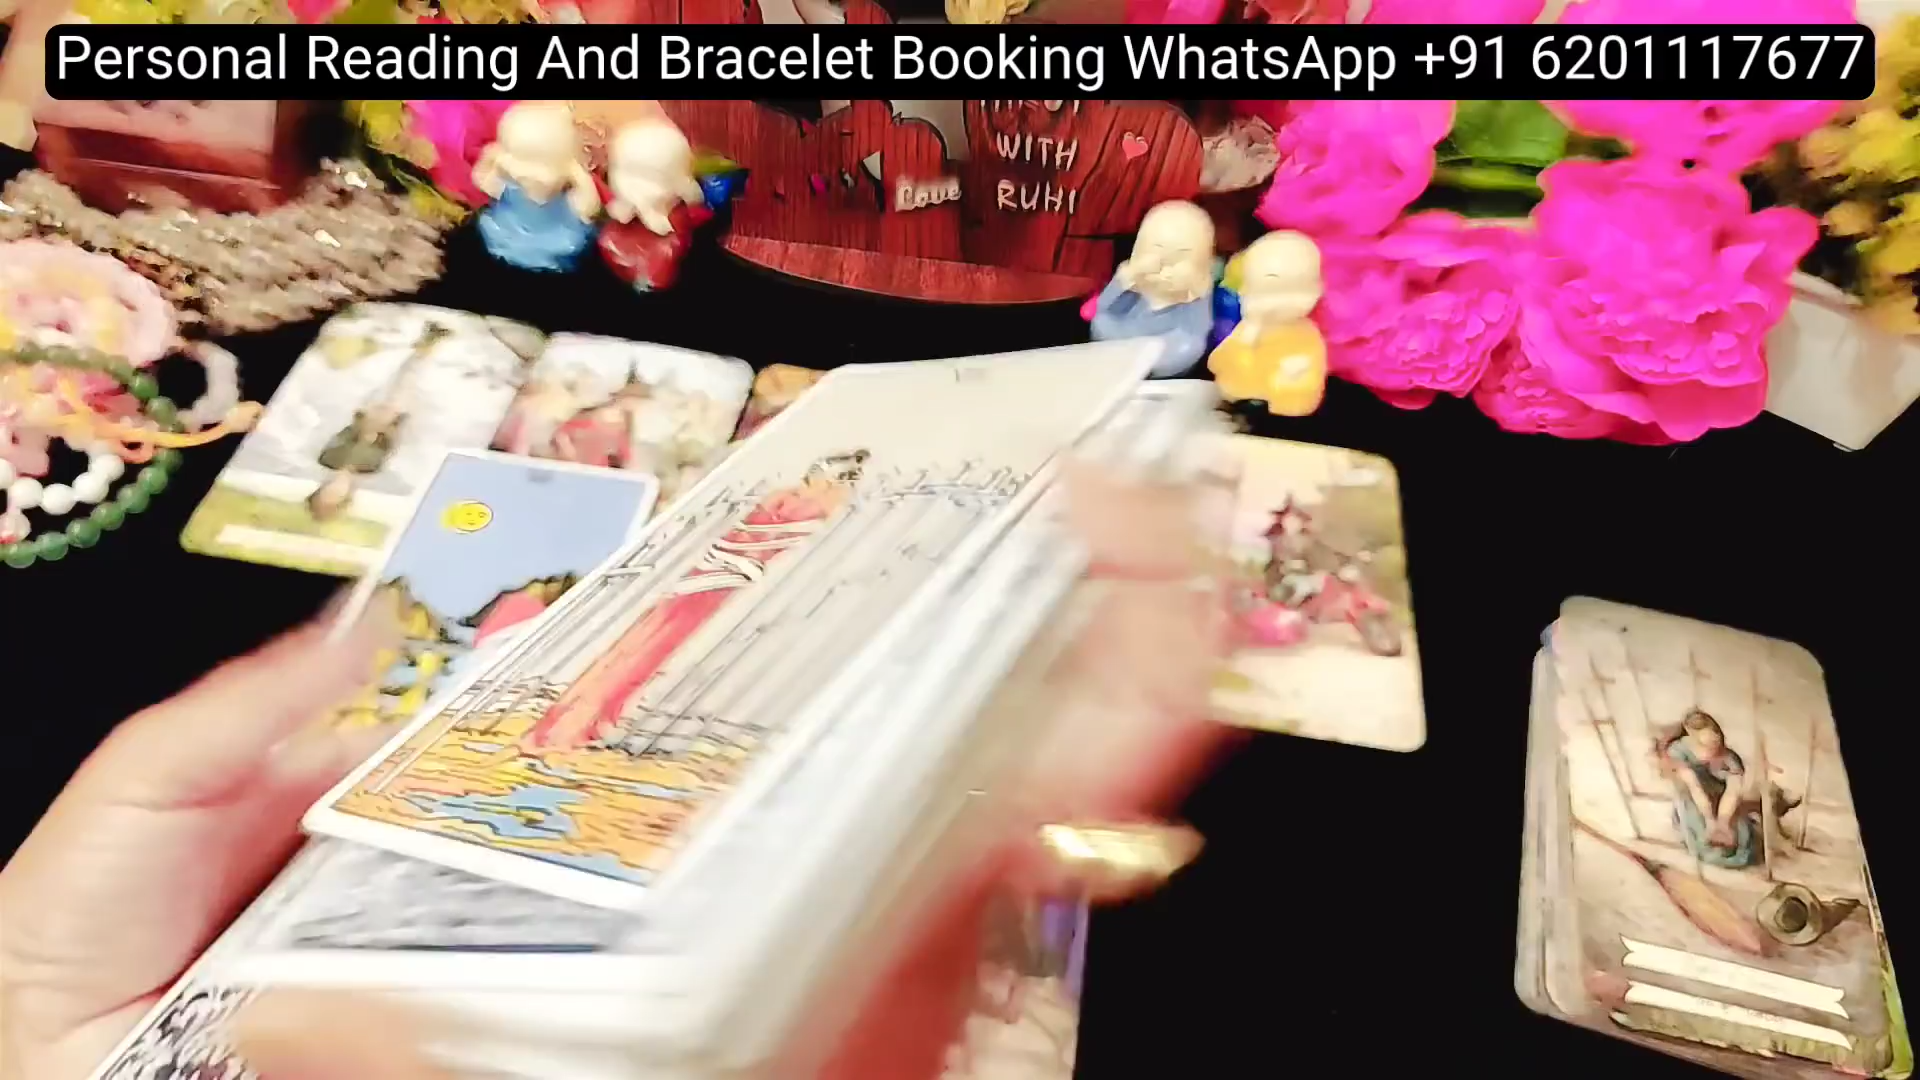 Personal Reading And Bracelet Booking WhatsApp +91 6201117677
WITH
Love
RUHI